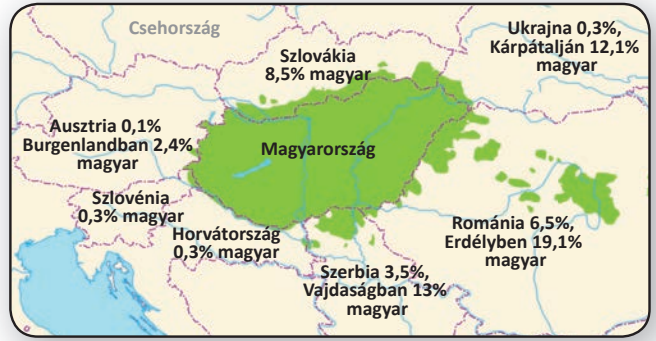 Csehország
Ukrajna 0,3%,
Kárpátalján 12,1%
magyar
Szlovákia
8,5% magyar
Ausztria 0,1%
Burgenlandban 2,4%
magyar
Magyarország
Szlovénia
0,3% magyar
Horvátország
0,3% magyar
Románia 6,5%,
Erdélyben 19,1%
magyar
Szerbia 3,5%,
Vajdaságban 13%
magyar